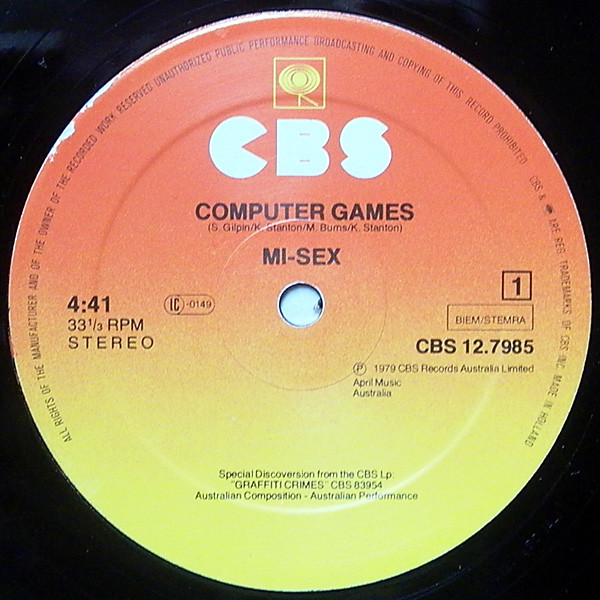 ALL RIGHTS OF THE MANUFACTURER AND OF THE OWNER OF THE RECORDED WORK RESERVED UNAUTHORIZED PUBLIC PERFORMANCE BROADCASTING AND COPYING OF THIS RECORD PROHIBITED
CBS & ARE REG. TRADEMARKS OF CBS INC. MADE IN HOLLAND
CBS
COMPUTER GAMES
(S. Gilpin/K. Stanton/M. Burns/K. Stanton)
MI-SEX
4:41
IC -0149
1
33 1/3 RPM
BIEM/STEMRA
STEREO
CBS 12.7985
Ⓟ 1979 CBS Records Australia Limited
April Music
Australia
Special Discoversion from the CBS Lp:
"GRAFFITI CRIMES" CBS 83954
Australian Composition - Australian Performance